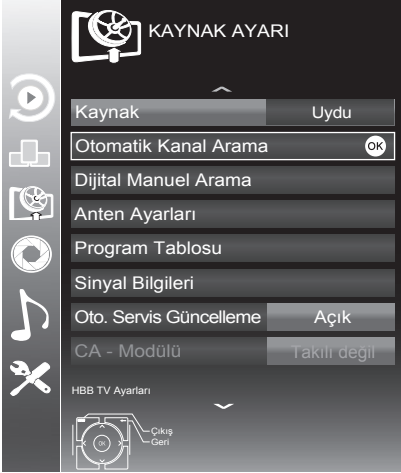 KAYNAK AYARI
Kaynak Uydu
Otomatik Kanal Arama OK
Dijital Manuel Arama
Anten Ayarları
Program Tablosu
Sinyal Bilgileri
Oto. Servis Güncelleme Açık
CA - Modülü Takılı değil
HBB TV Ayarları
Çıkış
OK Geri